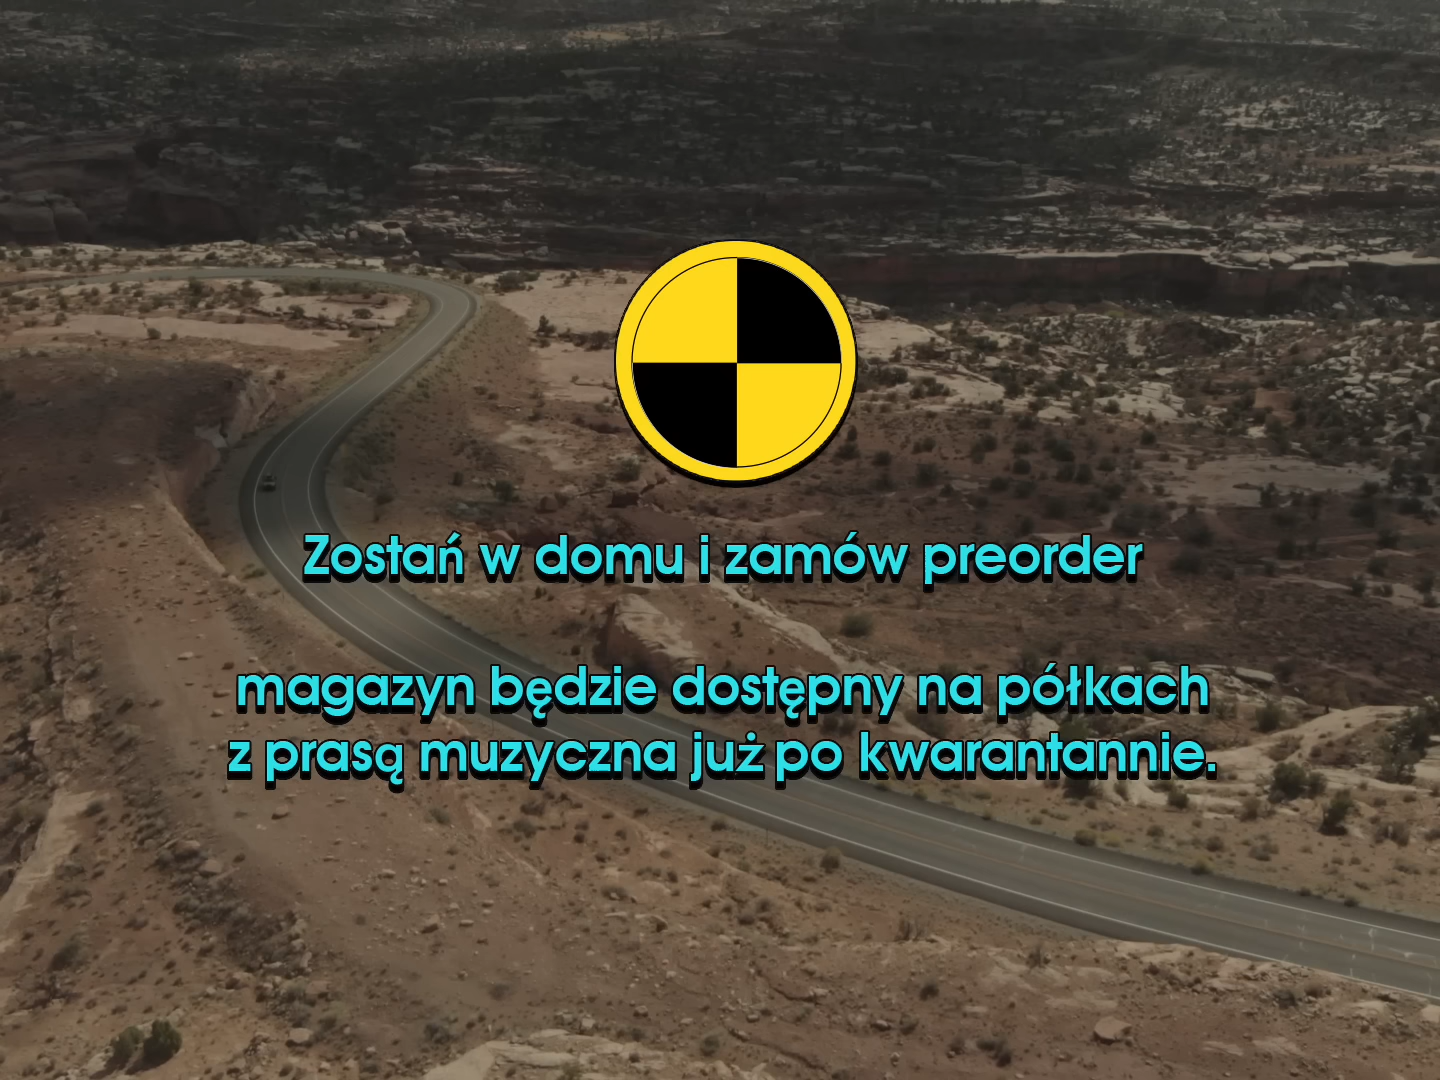 Zostań w domu i zamów preorder
magazyn będzie dostępny na półkach
z prasą muzyczna już po kwarantannie.